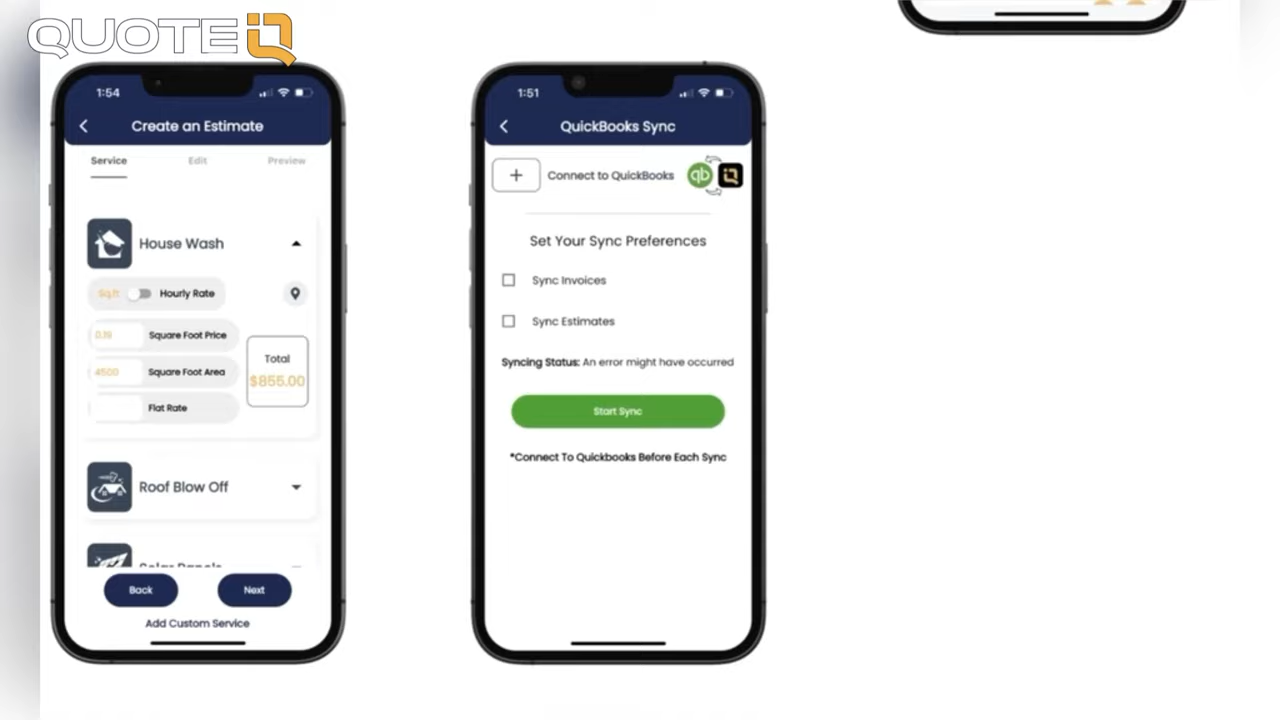 QUOTE IQ
1:54
Create an Estimate
Service
Edit
Preview
House Wash
Sq.ft
Hourly Rate
0.19
Square Foot Price
4500
Square Foot Area
Flat Rate
Total
$855.00
Roof Blow Off
Solar Panels
Back
Next
Add Custom Service
1:51
QuickBooks Sync
+
Connect to QuickBooks
qb
Set Your Sync Preferences
Sync Invoices
Sync Estimates
Syncing Status: An error might have occurred
Start Sync
*Connect To Quickbooks Before Each Sync